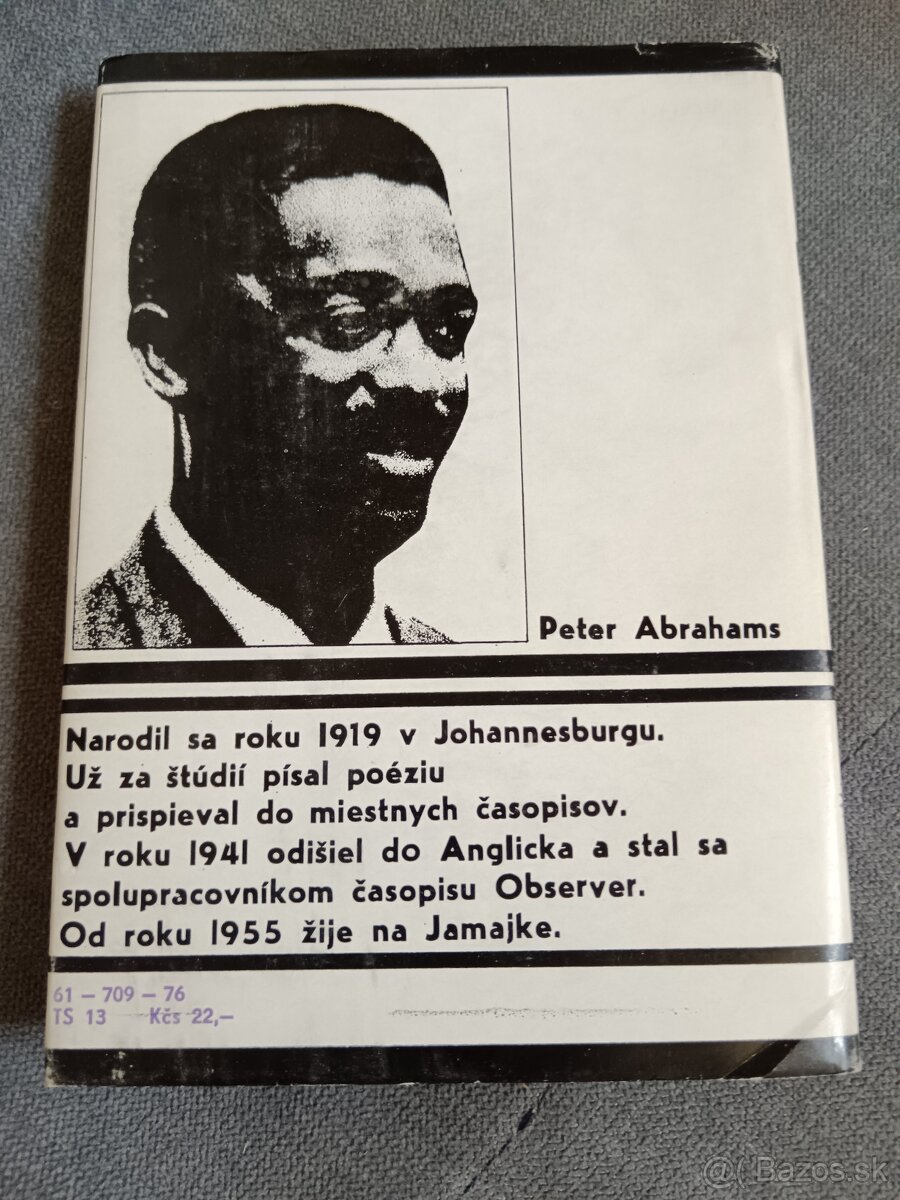 Peter Abrahams
Narodil sa roku 1919 v Johannesburgu.
Už za štúdií písal poéziu
a prispieval do miestnych časopisov.
V roku 1941 odišiel do Anglicka a stal sa
spolupracovníkom časopisu Observer.
Od roku 1955 žije na Jamajke.
61 – 709 – 76
TS 13 Kčs 22,–
@( Bazos.sk